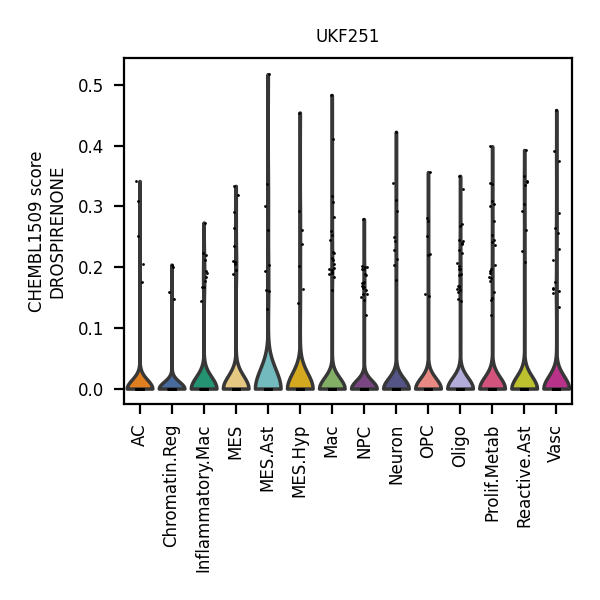 UKF251
CHEMBL1509 score
DROSPIRENONE
0.5
0.4
0.3
0.2
0.1
0.0
AC
Chromatin.Reg
Inflammatory.Mac
MES
MES.Ast
MES.Hyp
Mac
NPC
Neuron
OPC
Oligo
Prolif.Metab
Reactive.Ast
Vasc